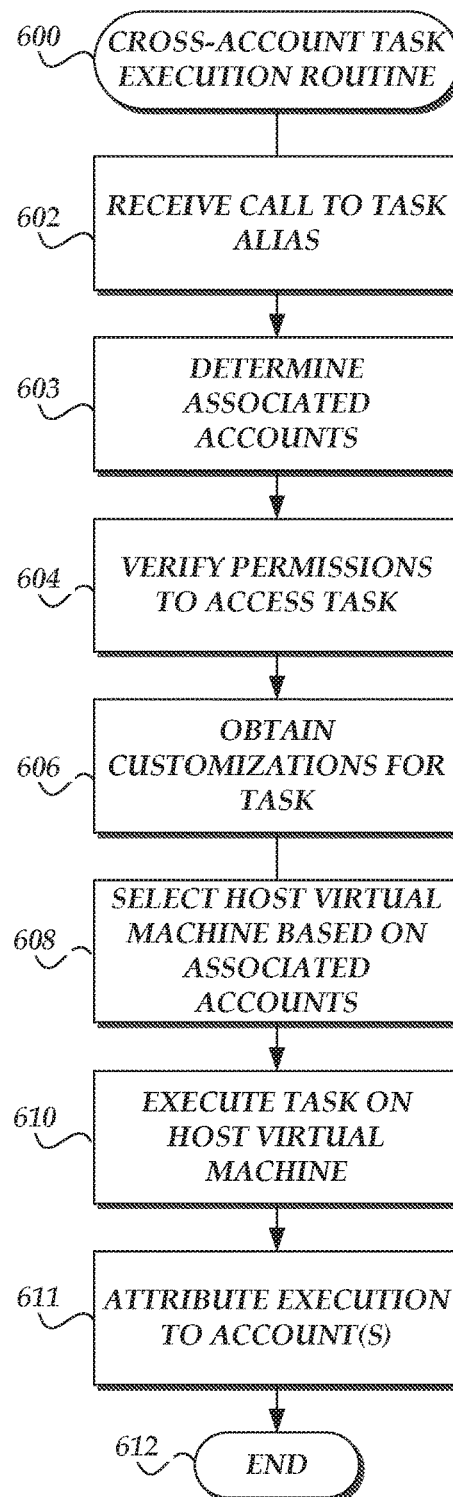 600
CROSS-ACCOUNT TASK
EXECUTION ROUTINE
602
RECEIVE CALL TO TASK
ALIAS
603
DETERMINE
ASSOCIATED
ACCOUNTS
604
VERIFY PERMISSIONS
TO ACCESS TASK
606
OBTAIN
CUSTOMIZATIONS FOR
TASK
608
SELECT HOST VIRTUAL
MACHINE BASED ON
ASSOCIATED
ACCOUNTS
610
EXECUTE TASK ON
HOST VIRTUAL
MACHINE
611
ATTRIBUTE EXECUTION
TO ACCOUNT(S)
612
END